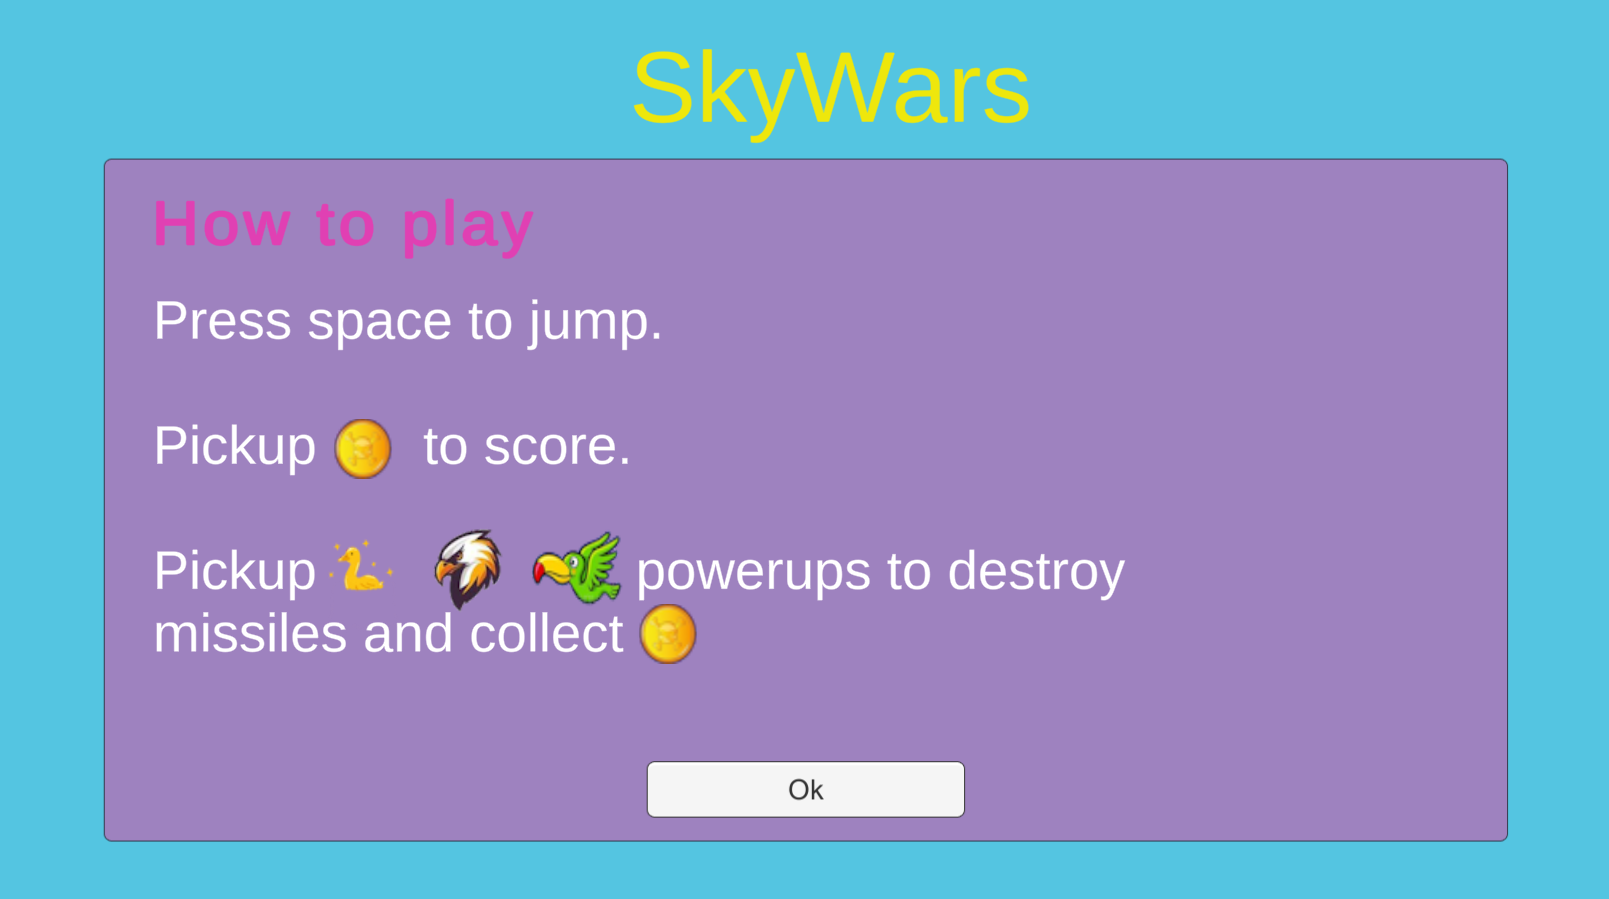 SkyWars
How to play
Press space to jump.
Pickup to score.
Pickup powerups to destroy
missiles and collect
Ok